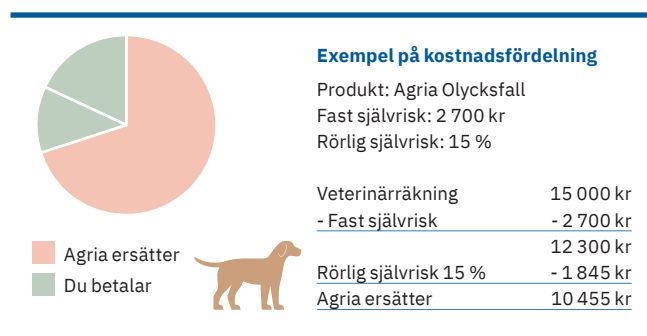 Exempel på kostnadsfördelning
Produkt: Agria Olycksfall
Fast självrisk: 2 700 kr
Rörlig självrisk: 15 %
Veterinärräkning 15 000 kr
- Fast självrisk - 2 700 kr
12 300 kr
Rörlig självrisk 15 % - 1 845 kr
Agria ersätter 10 455 kr
Agria ersätter
Du betalar